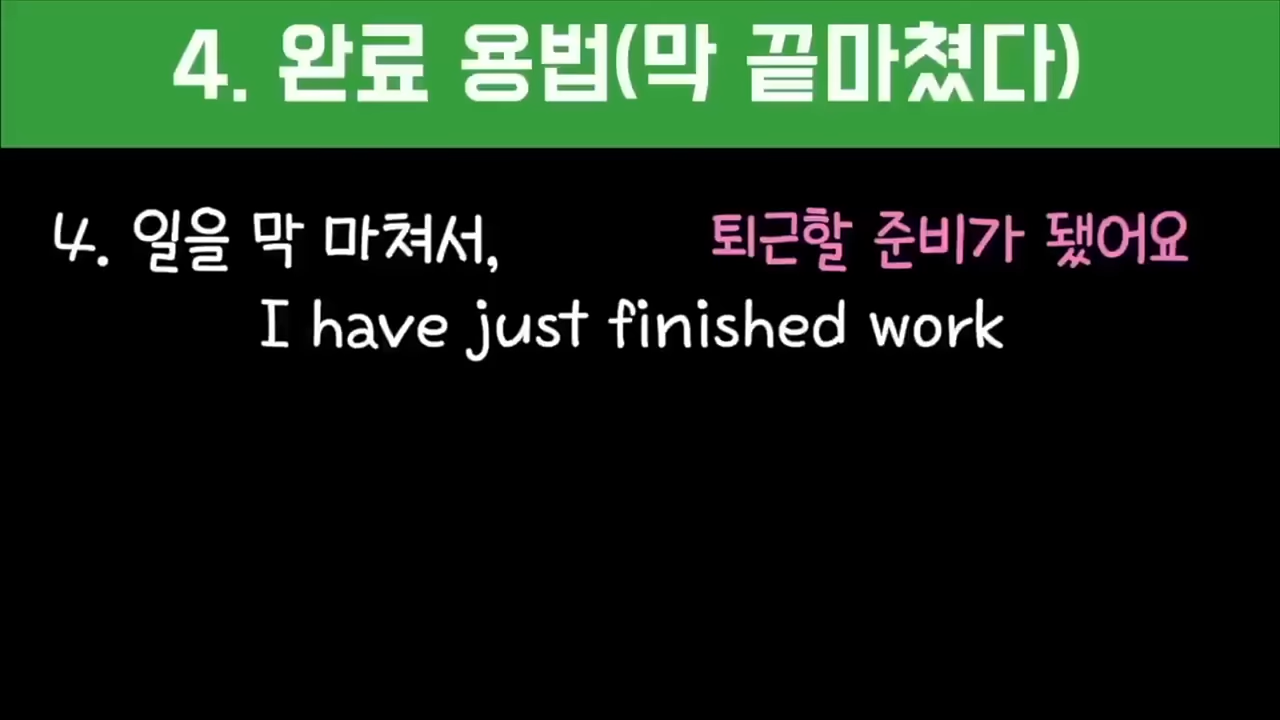 4. 완료 용법(막 끝마쳤다)
4. 일을 막 마쳐서, 퇴근할 준비가 됐어요
I have just finished work